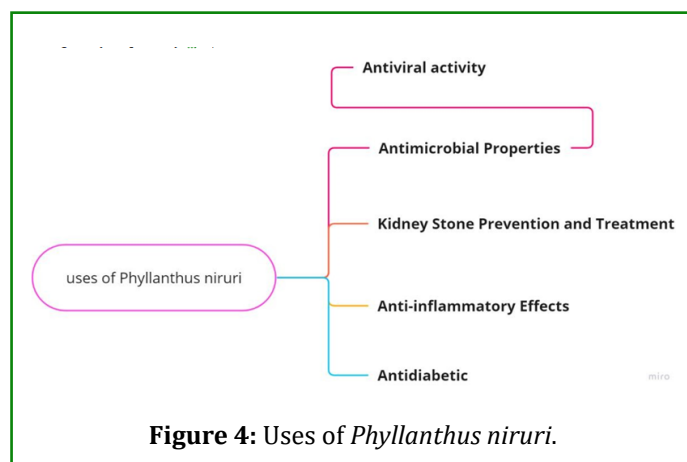 Antiviral activity
Antimicrobial Properties
Kidney Stone Prevention and Treatment
uses of Phyllanthus niruri
Anti-inflammatory Effects
Antidiabetic
miro
Figure 4: Uses of Phyllanthus niruri.